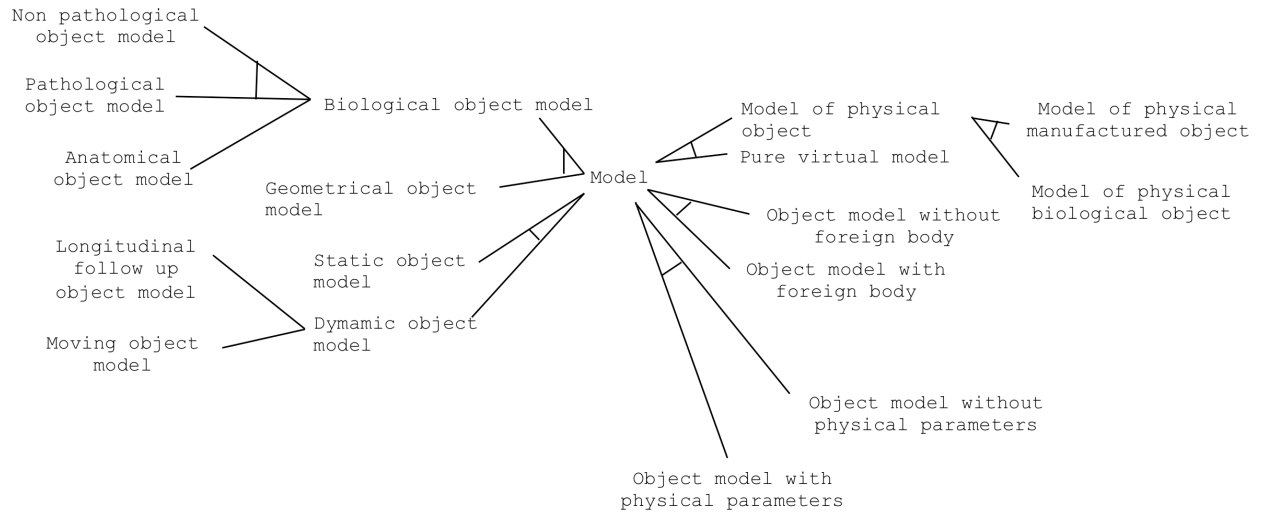 Non pathological
object model
Pathological
object model
Anatomical
object model
Biological object model
Geometrical object
model
Longitudinal
follow up
object model
Moving object
model
Static object
model
Dymamic object
model
Model
Model of physical
object
Pure virtual model
Model of physical
manufactured object
Model of physical
biological object
Object model without
foreign body
Object model with
foreign body
Object model without
physical parameters
Object model with
physical parameters